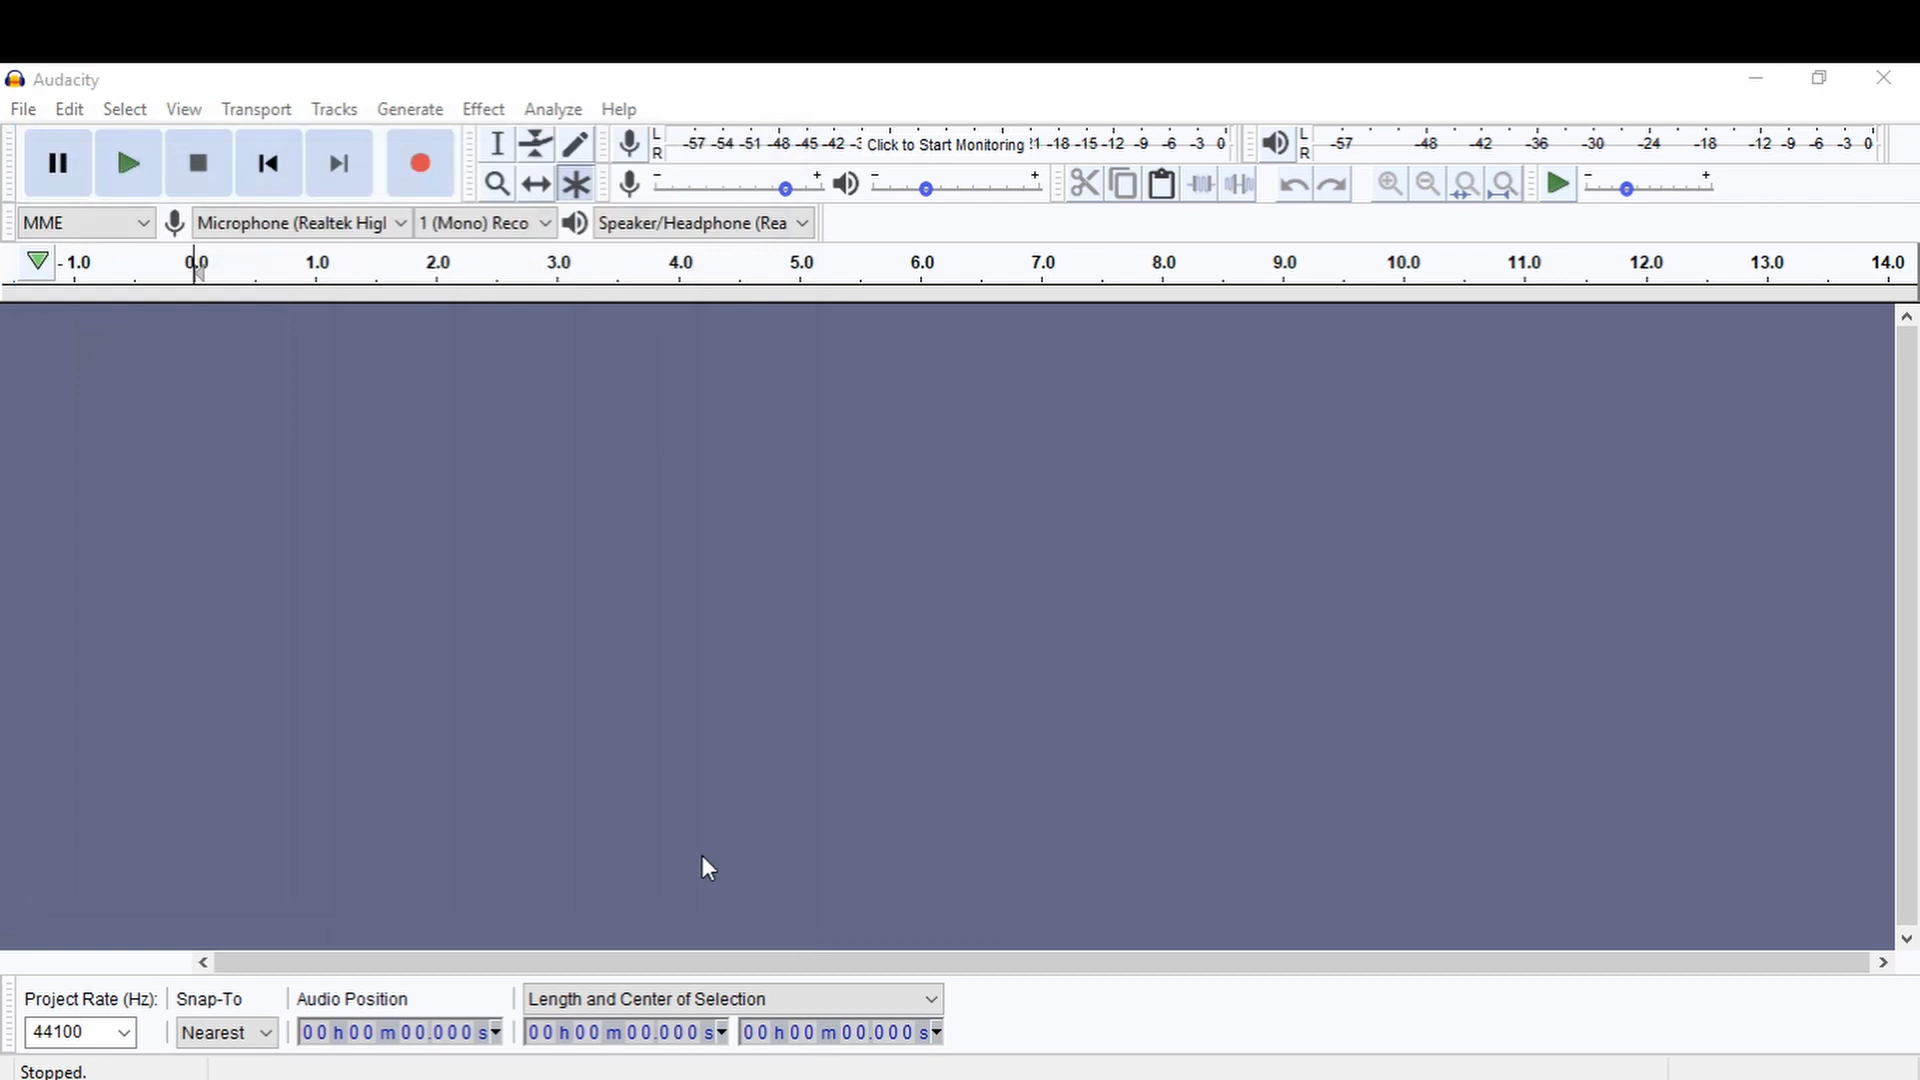 Audacity
File Edit Select View Transport Tracks Generate Effect Analyze Help
L
R
-57 -54 -51 -48 -45 -42 -3 Click to Start Monitoring !1 -18 -15 -12 -9 -6 -3 0
L
R
-57 -48 -42 -36 -30 -24 -18 -12 -9 -6 -3 0
- + - + - +
MME Microphone (Realtek Higl 1 (Mono) Reco Speaker/Headphone (Rea
- 1.0 0.0 1.0 2.0 3.0 4.0 5.0 6.0 7.0 8.0 9.0 10.0 11.0 12.0 13.0 14.0
Project Rate (Hz): Snap-To Audio Position Length and Center of Selection
44100 Nearest 00 h 00 m 00.000 s 00 h 00 m 00.000 s 00 h 00 m 00.000 s
Stopped.